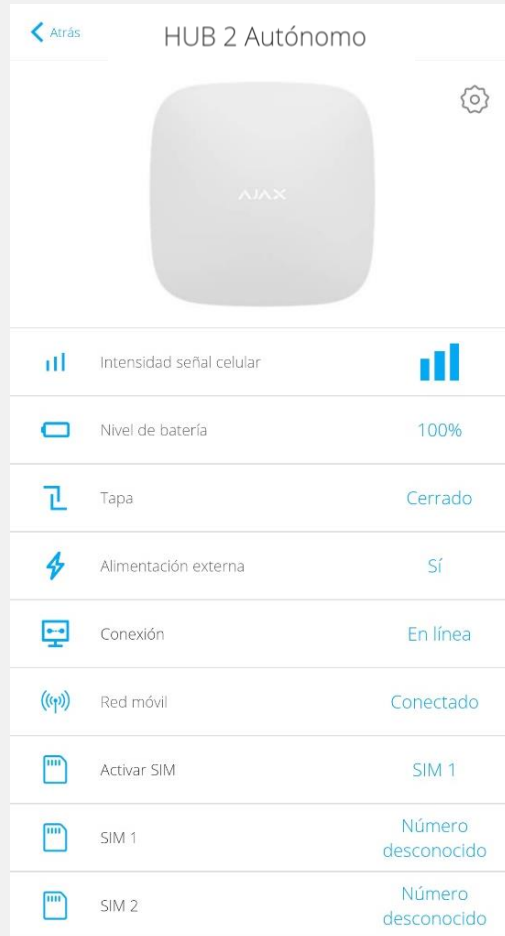 Atrás
HUB 2 Autónomo
AJAX
Intensidad señal celular
Nivel de batería
100%
Tapa
Cerrado
Alimentación externa
Sí
Conexión
En línea
Red móvil
Conectado
Activar SIM
SIM 1
SIM 1
Número
desconocido
SIM 2
Número
desconocido